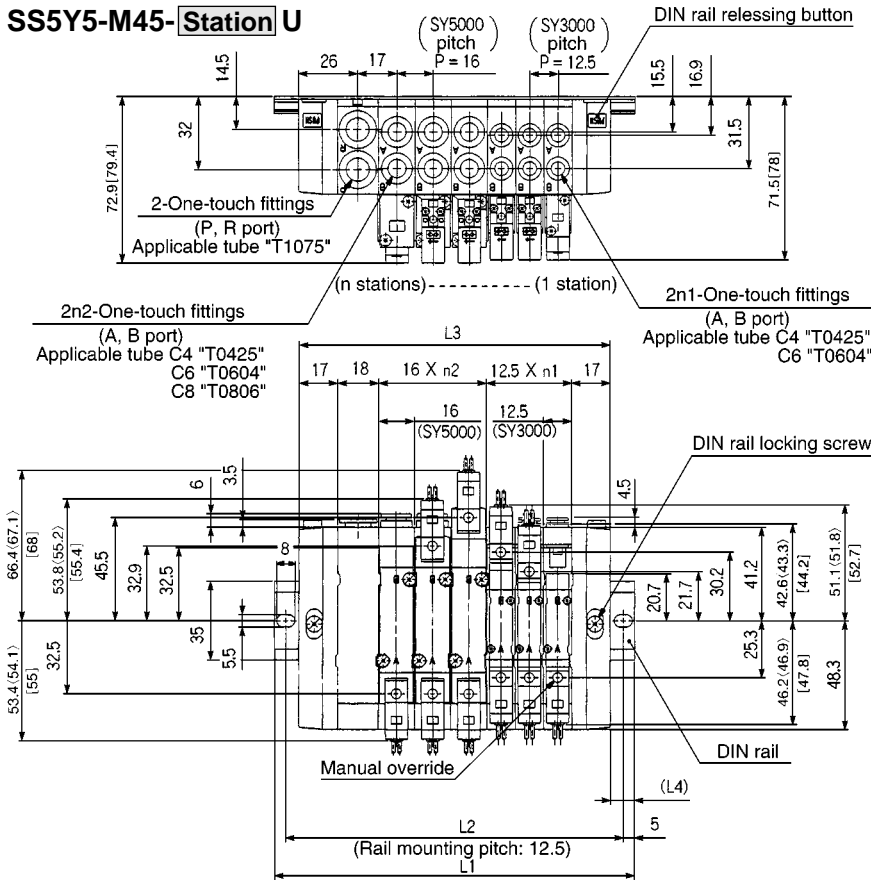 SS5Y5-M45- Station U
(SY5000 pitch P = 16)
(SY3000 pitch P = 12.5)
DIN rail relessing button
26
17
14.5
15.5
16.9
32
72.9[79.4]
31.5
71.5[78]
R
A
A
A
A
A
A
B
B
B
B
B
B
2-One-touch fittings
(P, R port)
Applicable tube "T1075"
(n stations)----------(1 station)
2n2-One-touch fittings
(A, B port)
Applicable tube C4 "T0425"
C6 "T0604"
C8 "T0806"
2n1-One-touch fittings
(A, B port)
Applicable tube C4 "T0425"
C6 "T0604"
L3
17
18
16 X n2
12.5 X n1
17
16
(SY5000)
12.5
(SY3000)
DIN rail locking screw
6
3.5
4.5
66.4(67.1)
[68]
53.8(55.2)
[55.4]
45.5
32.9
32.5
8
35
5.5
32.5
53.4(54.1)
[55]
20.7
21.7
30.2
41.2
42.6(43.3)
[44.2]
51.1(51.8)
[52.7]
25.3
46.2(46.9)
[47.8]
48.3
A
A
A
Manual override
DIN rail
(L4)
L2
5
(Rail mounting pitch: 12.5)
L1